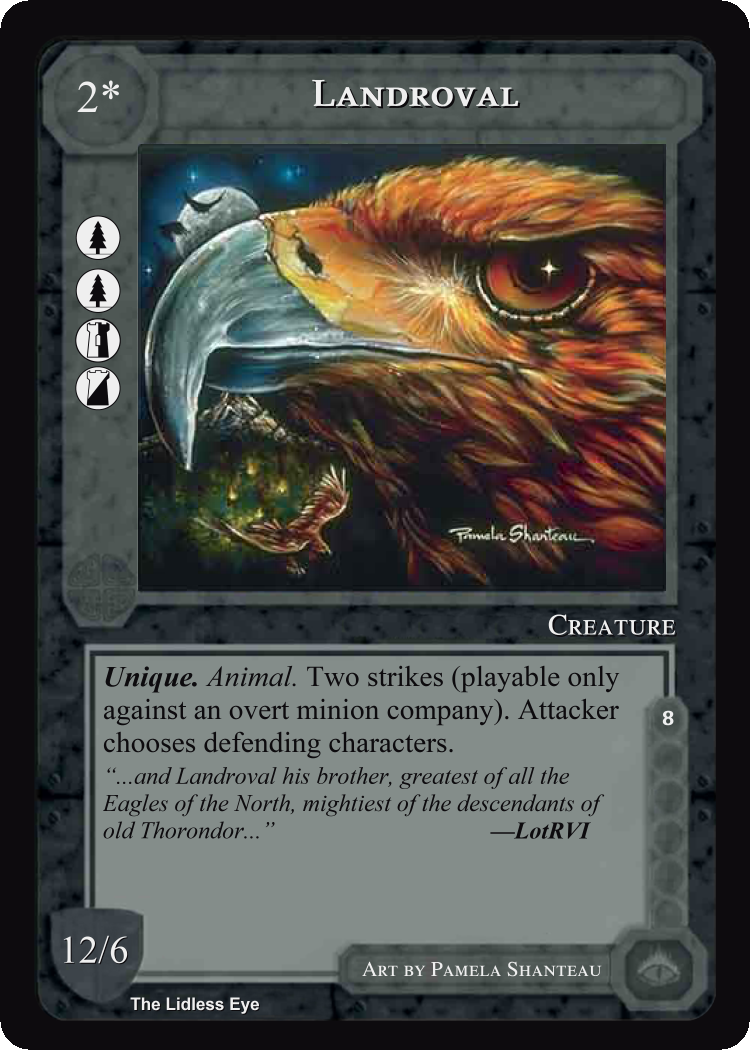 2*
LANDROVAL
Pamela Shanteau
CREATURE
Unique. Animal. Two strikes (playable only
against an overt minion company). Attacker
chooses defending characters.
8
“...and Landroval his brother, greatest of all the
Eagles of the North, mightiest of the descendants of
old Thorondor...” —LotRVI
12/6
ART BY PAMELA SHANTEAU
The Lidless Eye